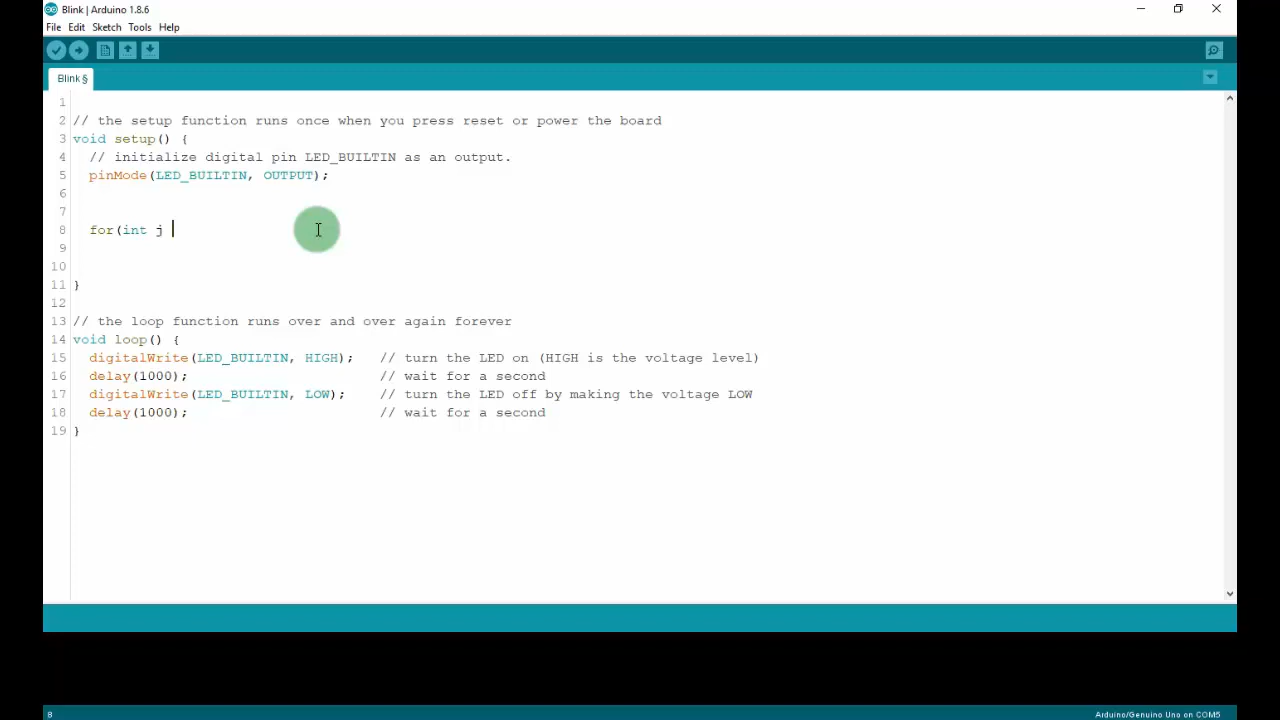 Blink | Arduino 1.8.6
File Edit Sketch Tools Help
Blink §
1
2 // the setup function runs once when you press reset or power the board
3 void setup() {
4 // initialize digital pin LED_BUILTIN as an output.
5 pinMode(LED_BUILTIN, OUTPUT);
6
7
8 for(int j
9
10
11 }
12
13 // the loop function runs over and over again forever
14 void loop() {
15 digitalWrite(LED_BUILTIN, HIGH); // turn the LED on (HIGH is the voltage level)
16 delay(1000); // wait for a second
17 digitalWrite(LED_BUILTIN, LOW); // turn the LED off by making the voltage LOW
18 delay(1000); // wait for a second
19 }
8 Arduino/Genuino Uno on COM5